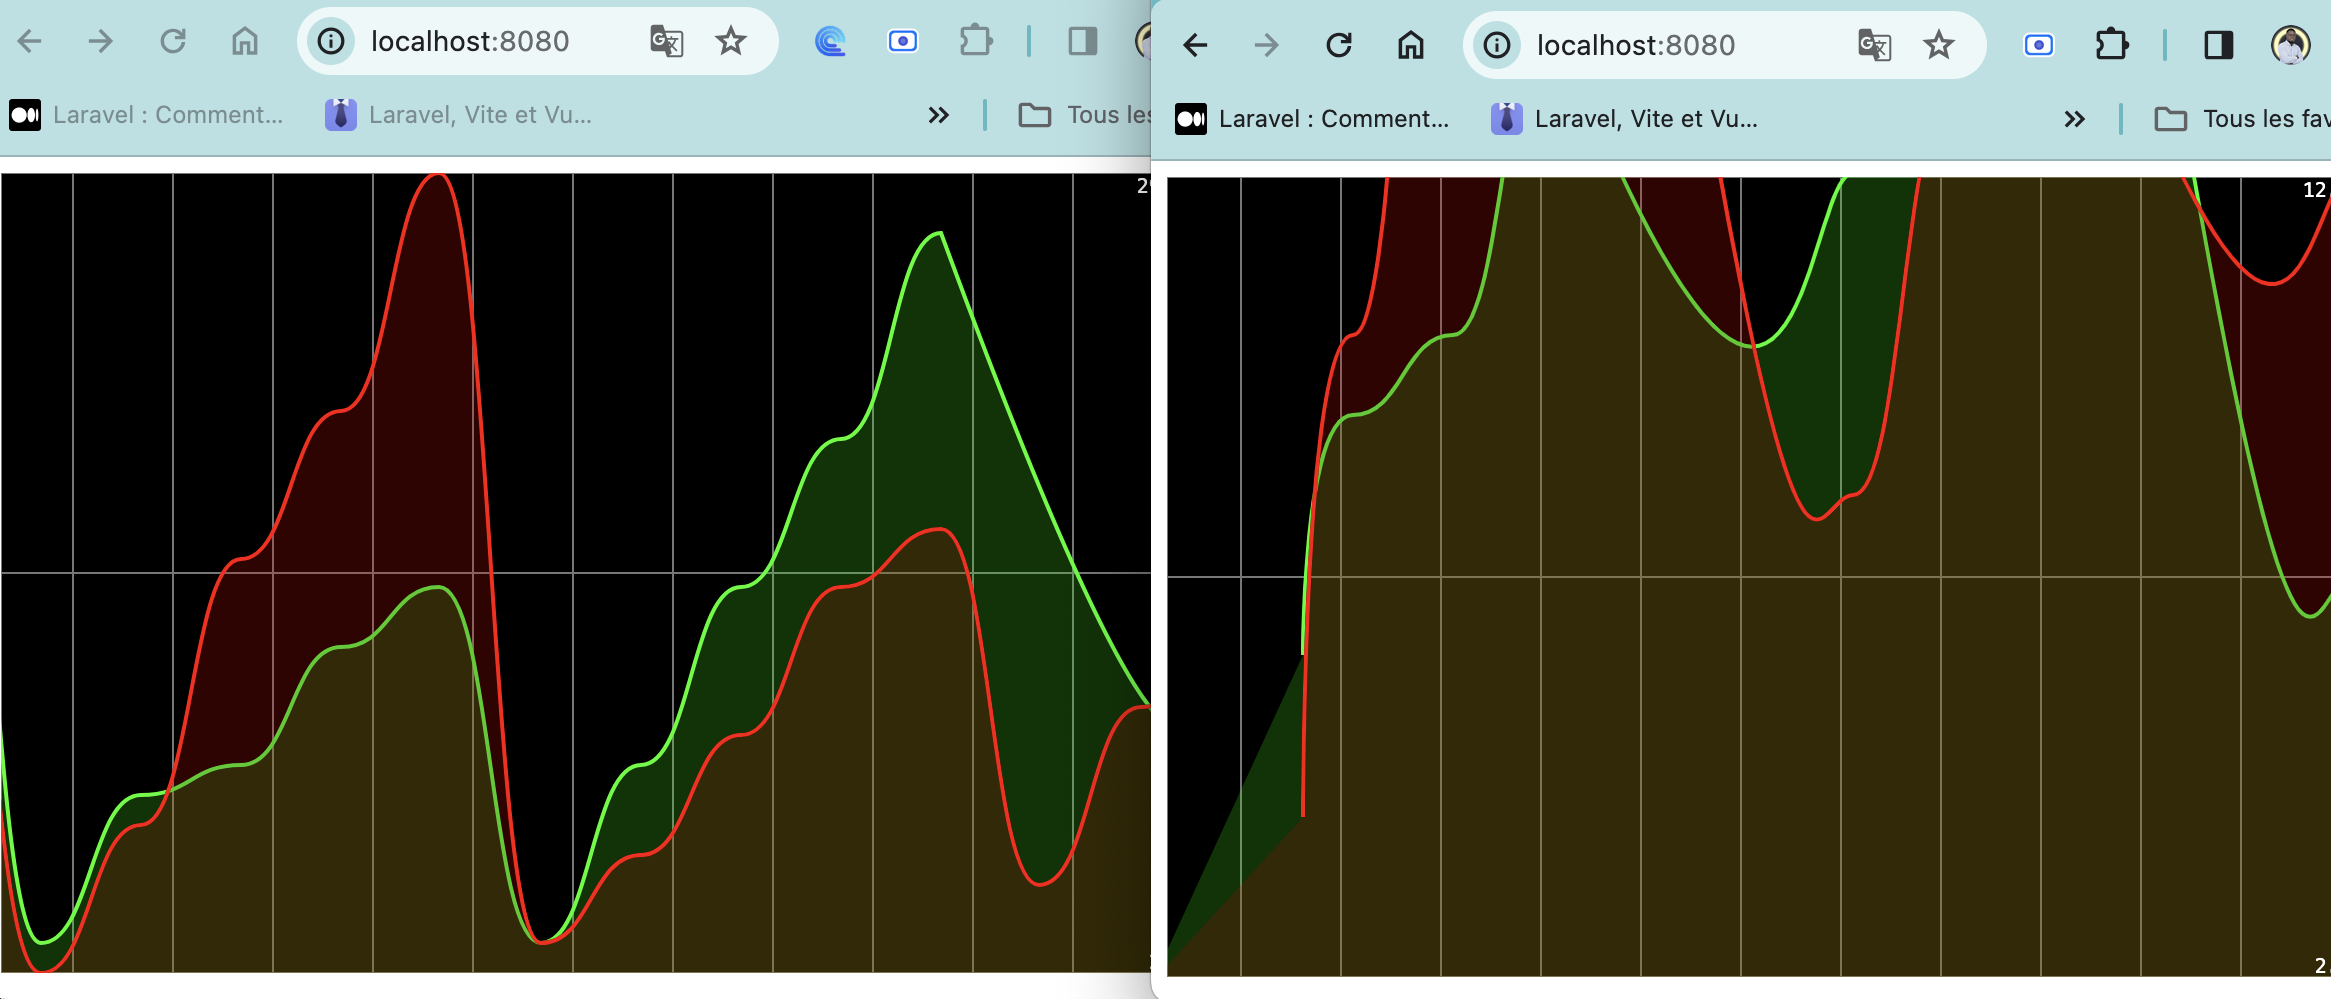 localhost:8080
Laravel : Comment...
Laravel, Vite et Vu...
Tous les
localhost:8080
Laravel : Comment...
Laravel, Vite et Vu...
Tous les fav
12.
2.